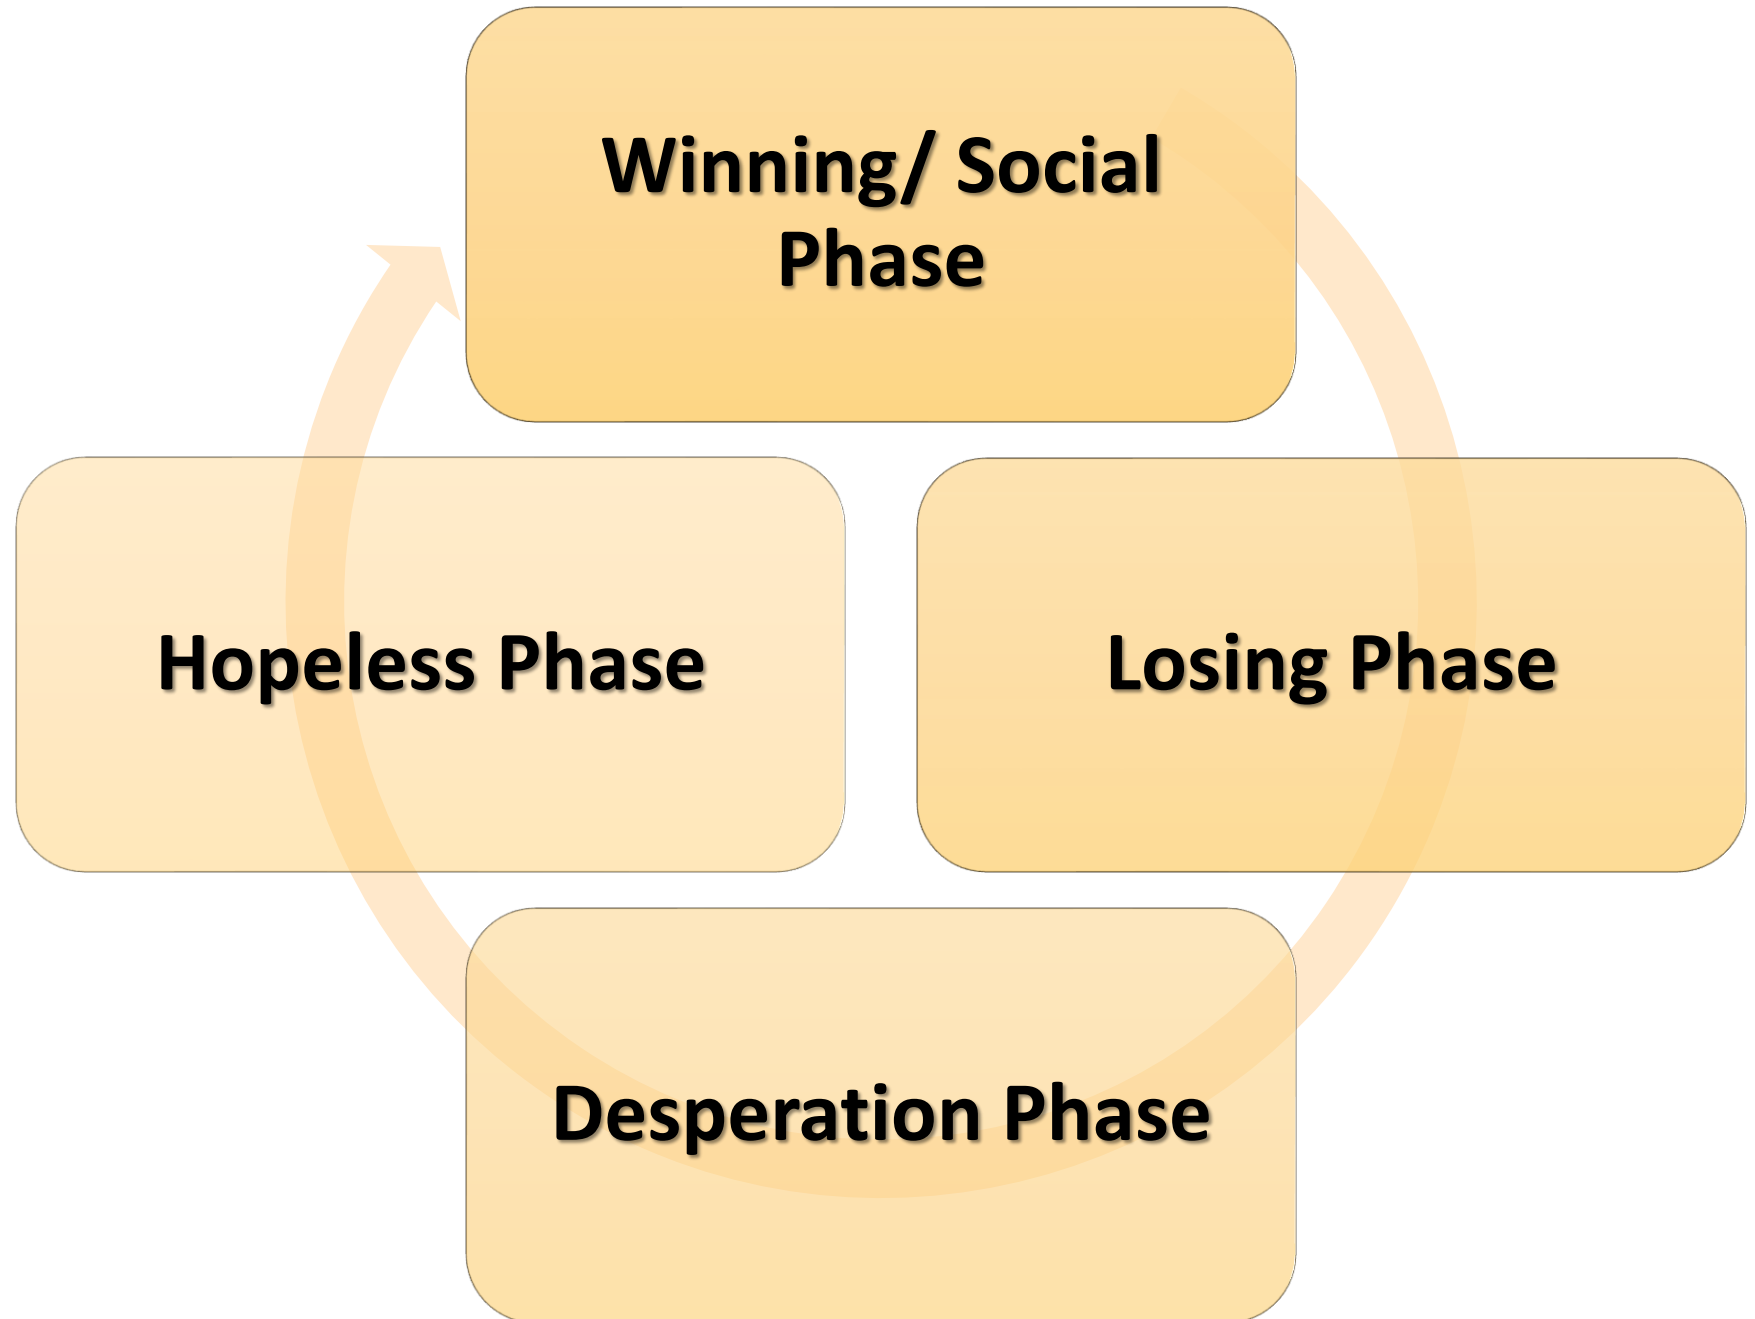 Winning/ Social
Phase
Hopeless Phase
Losing Phase
Desperation Phase